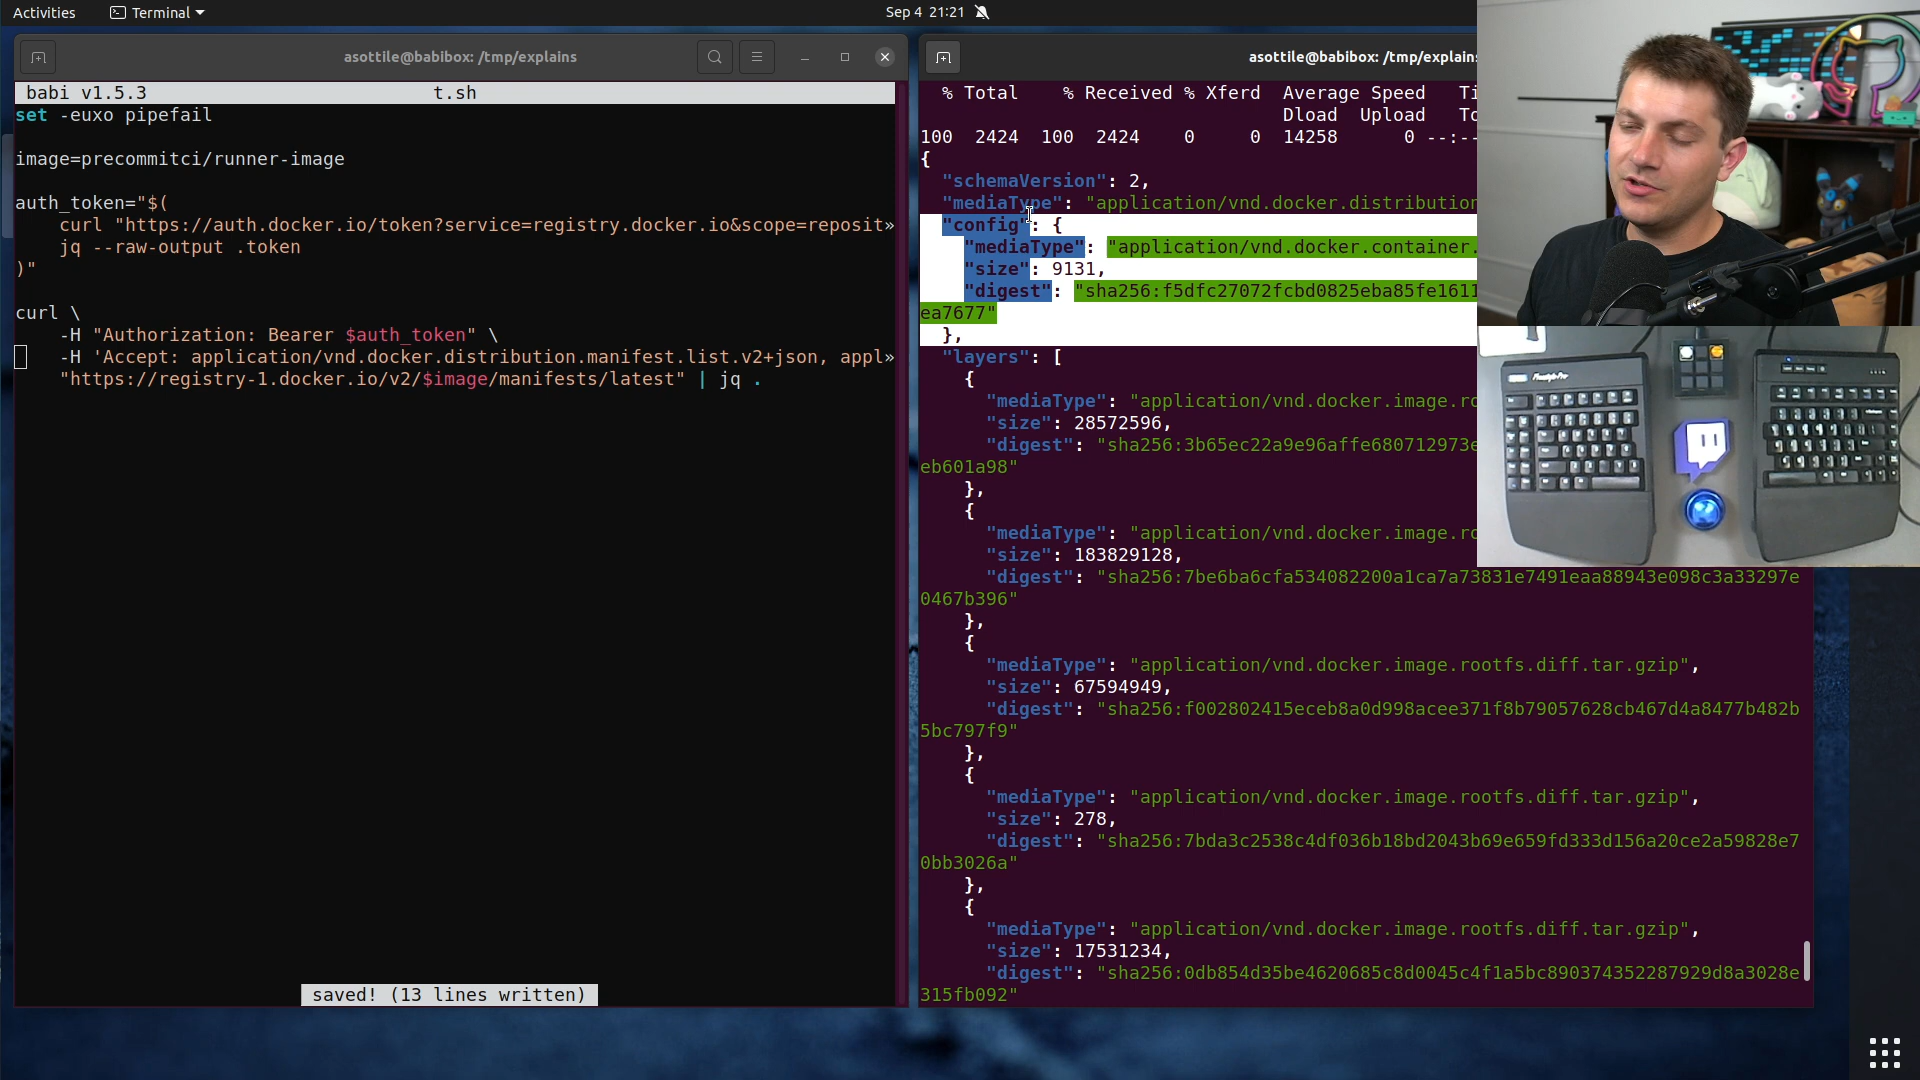 Activities
Terminal
Sep 4 21:21
asottile@babibox: /tmp/explains
babi v1.5.3 t.sh
set -euxo pipefail
image=precommitci/runner-image
auth_token="$(
curl "https://auth.docker.io/token?service=registry.docker.io&scope=reposit»
jq --raw-output .token
)"
curl \
-H "Authorization: Bearer $auth_token" \
-H 'Accept: application/vnd.docker.distribution.manifest.list.v2+json, appl»
"https://registry-1.docker.io/v2/$image/manifests/latest" | jq .
saved! (13 lines written)
asottile@babibox: /tmp/explains
% Total % Received % Xferd Average Speed Ti
Dload Upload To
100 2424 100 2424 0 0 14258 0 --:--
{
"schemaVersion": 2,
"mediaType": "application/vnd.docker.distribution
"config": {
"mediaType": "application/vnd.docker.container.
"size": 9131,
"digest": "sha256:f5dfc27072fcbd0825eba85fe1611
ea7677"
},
"layers": [
{
"mediaType": "application/vnd.docker.image.ro
"size": 28572596,
"digest": "sha256:3b65ec22a9e96affe680712973e
eb601a98"
},
{
"mediaType": "application/vnd.docker.image.ro
"size": 183829128,
"digest": "sha256:7be6ba6cfa534082200a1ca7a73831e7491eaa88943e098c3a33297e
0467b396"
},
{
"mediaType": "application/vnd.docker.image.rootfs.diff.tar.gzip",
"size": 67594949,
"digest": "sha256:f002802415eceb8a0d998acee371f8b79057628cb467d4a8477b482b
5bc797f9"
},
{
"mediaType": "application/vnd.docker.image.rootfs.diff.tar.gzip",
"size": 278,
"digest": "sha256:7bda3c2538c4df036b18bd2043b69e659fd333d156a20ce2a59828e7
0bb3026a"
},
{
"mediaType": "application/vnd.docker.image.rootfs.diff.tar.gzip",
"size": 17531234,
"digest": "sha256:0db854d35be4620685c8d0045c4f1a5bc890374352287929d8a3028e
315fb092"